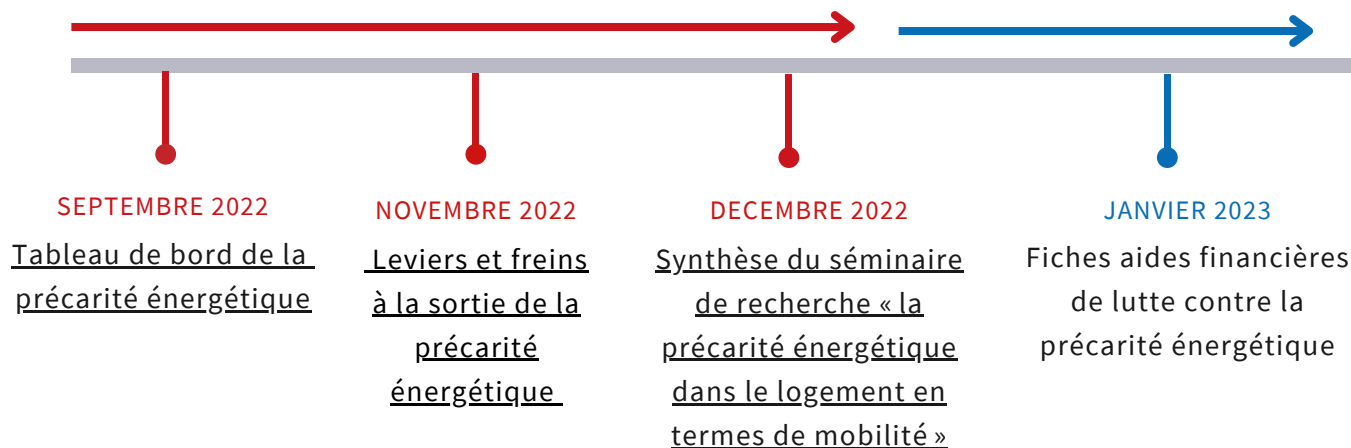 SEPTEMBRE 2022
Tableau de bord de la
précarité énergétique
NOVEMBRE 2022
Leviers et freins
à la sortie de la
précarité
énergétique
DECEMBRE 2022
Synthèse du séminaire
de recherche « la
précarité énergétique
dans le logement en
termes de mobilité »
JANVIER 2023
Fiches aides financières
de lutte contre la
précarité énergétique